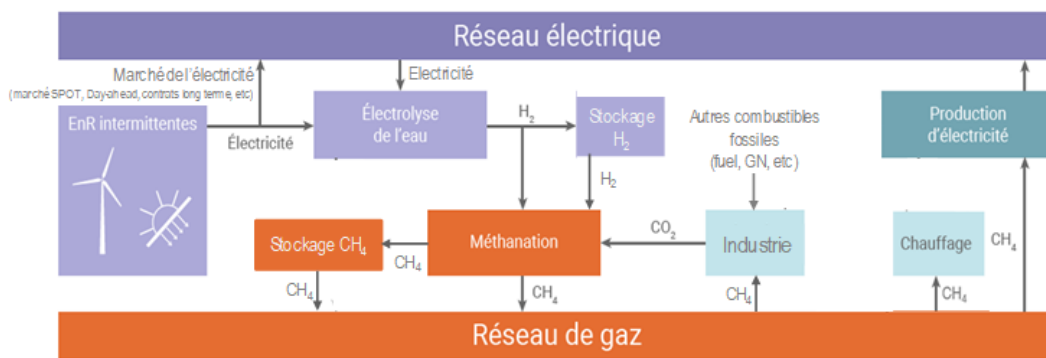 Réseau électrique
Marché de l'électricité
(marché SPOT, Day-ahead, contrats long terme, etc)
Electricité
EnR intermittentes
Électricité
Électrolyse
de l'eau
H₂
Stockage
H₂
H₂
Autres combustibles
fossiles
(fuel, GN, etc)
Production
d'électricité
Stockage CH₄
CH₄
Méthanation
CO₂
Industrie
Chauffage
CH₄
CH₄
CH₄
CH₄
CH₄
Réseau de gaz